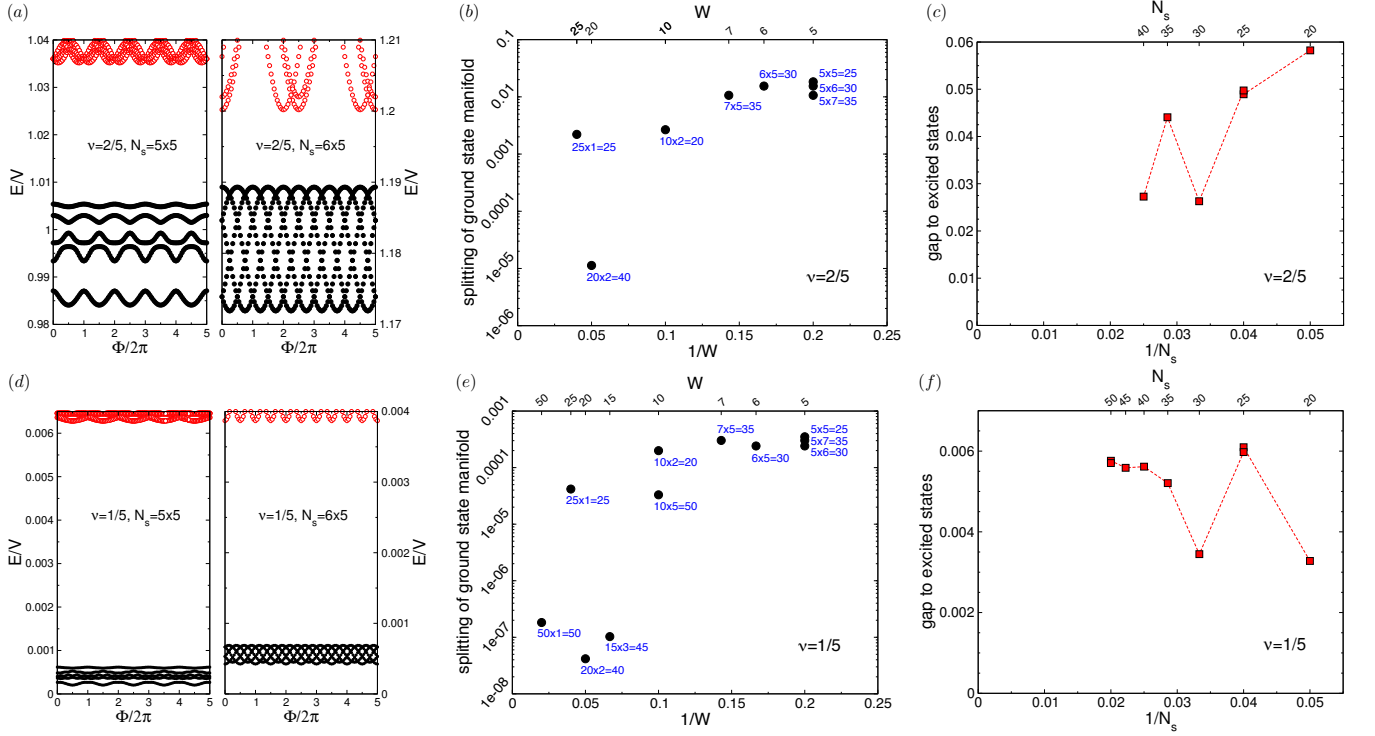 (a)
1.04
1.03
1.02
1.01
1
0.99
0.98
E/V
ν=2/5, Ns=5x5
0 1 2 3 4 5
Φ/2π
1.21
1.2
1.19
1.18
1.17
E/V
ν=2/5, Ns=6x5
0 1 2 3 4 5
Φ/2π
(b)
W
25 20 10 7 6 5
0.1
0.01
0.001
0.0001
1e-05
1e-06
splitting of ground state manifold
6x5=30
5x5=25
5x6=30
5x7=35
7x5=35
10x2=20
25x1=25
20x2=40
ν=2/5
0 0.05 0.10 0.15 0.2 0.25
1/W
(c)
Ns
40 35 30 25 20
0.06
0.05
0.04
0.03
0.02
0.01
0
gap to excited states
ν=2/5
0 0.01 0.02 0.03 0.04 0.05
1/Ns
(d)
0.006
0.005
0.004
0.003
0.002
0.001
0
E/V
ν=1/5, Ns=5x5
0 1 2 3 4 5
Φ/2π
0.004
0.003
0.002
0.001
0
E/V
ν=1/5, Ns=6x5
0 1 2 3 4 5
Φ/2π
(e)
W
50 25 20 15 10 7 6 5
0.001
0.0001
1e-05
1e-06
1e-07
1e-08
splitting of ground state manifold
7x5=35
5x5=25
5x7=35
5x6=30
6x5=30
10x2=20
25x1=25
10x5=50
50x1=50
15x3=45
20x2=40
ν=1/5
0 0.05 0.10 0.15 0.2 0.25
1/W
(f)
Ns
50 45 40 35 30 25 20
0.006
0.004
0.002
0
gap to excited states
ν=1/5
0 0.01 0.02 0.03 0.04 0.05
1/Ns